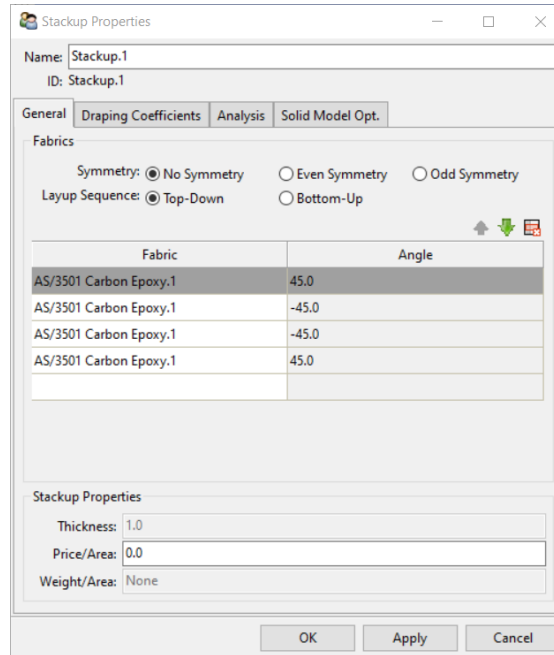 Stackup Properties
Name: Stackup.1
ID: Stackup.1
General Draping Coefficients Analysis Solid Model Opt.
Fabrics
Symmetry: No Symmetry Even Symmetry Odd Symmetry
Layup Sequence: Top-Down Bottom-Up
Fabric Angle
AS/3501 Carbon Epoxy.1 45.0
AS/3501 Carbon Epoxy.1 -45.0
AS/3501 Carbon Epoxy.1 -45.0
AS/3501 Carbon Epoxy.1 45.0
Stackup Properties
Thickness: 1.0
Price/Area: 0.0
Weight/Area: None
OK Apply Cancel